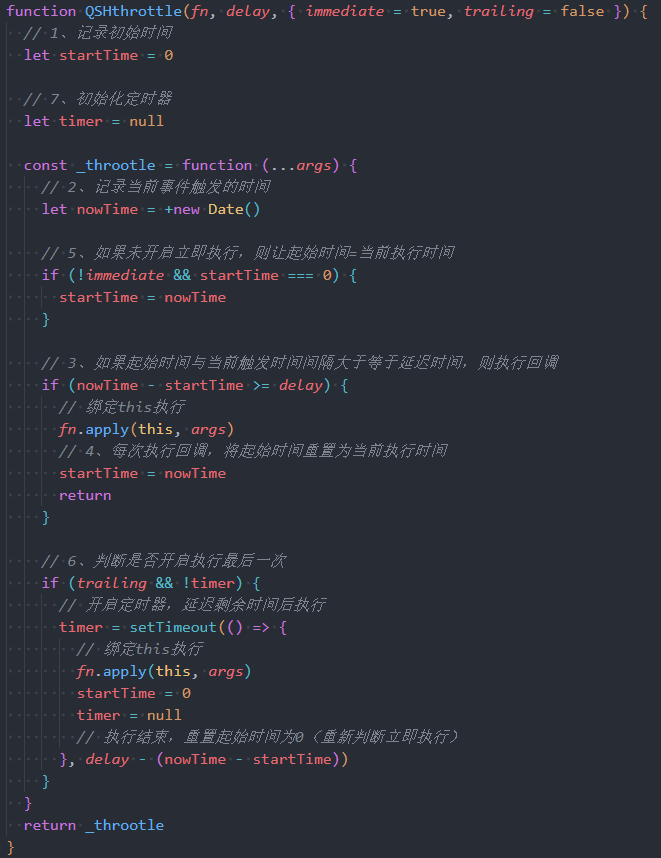 function QSHthrottle(fn, delay, { immediate = true, trailing = false }) {
// 1、记录初始时间
let startTime = 0
// 7、初始化定时器
let timer = null
const _throotle = function (...args) {
// 2、记录当前事件触发的时间
let nowTime = +new Date()
// 5、如果未开启立即执行，则让起始时间=当前执行时间
if (!immediate && startTime === 0) {
startTime = nowTime
}
// 3、如果起始时间与当前触发时间间隔大于等于延迟时间，则执行回调
if (nowTime - startTime >= delay) {
// 绑定this执行
fn.apply(this, args)
// 4、每次执行回调，将起始时间重置为当前执行时间
startTime = nowTime
return
}
// 6、判断是否开启执行最后一次
if (trailing && !timer) {
// 开启定时器，延迟剩余时间后执行
timer = setTimeout(() => {
// 绑定this执行
fn.apply(this, args)
startTime = 0
timer = null
// 执行结束，重置起始时间为0（重新判断立即执行）
}, delay - (nowTime - startTime))
}
}
return _throotle
}